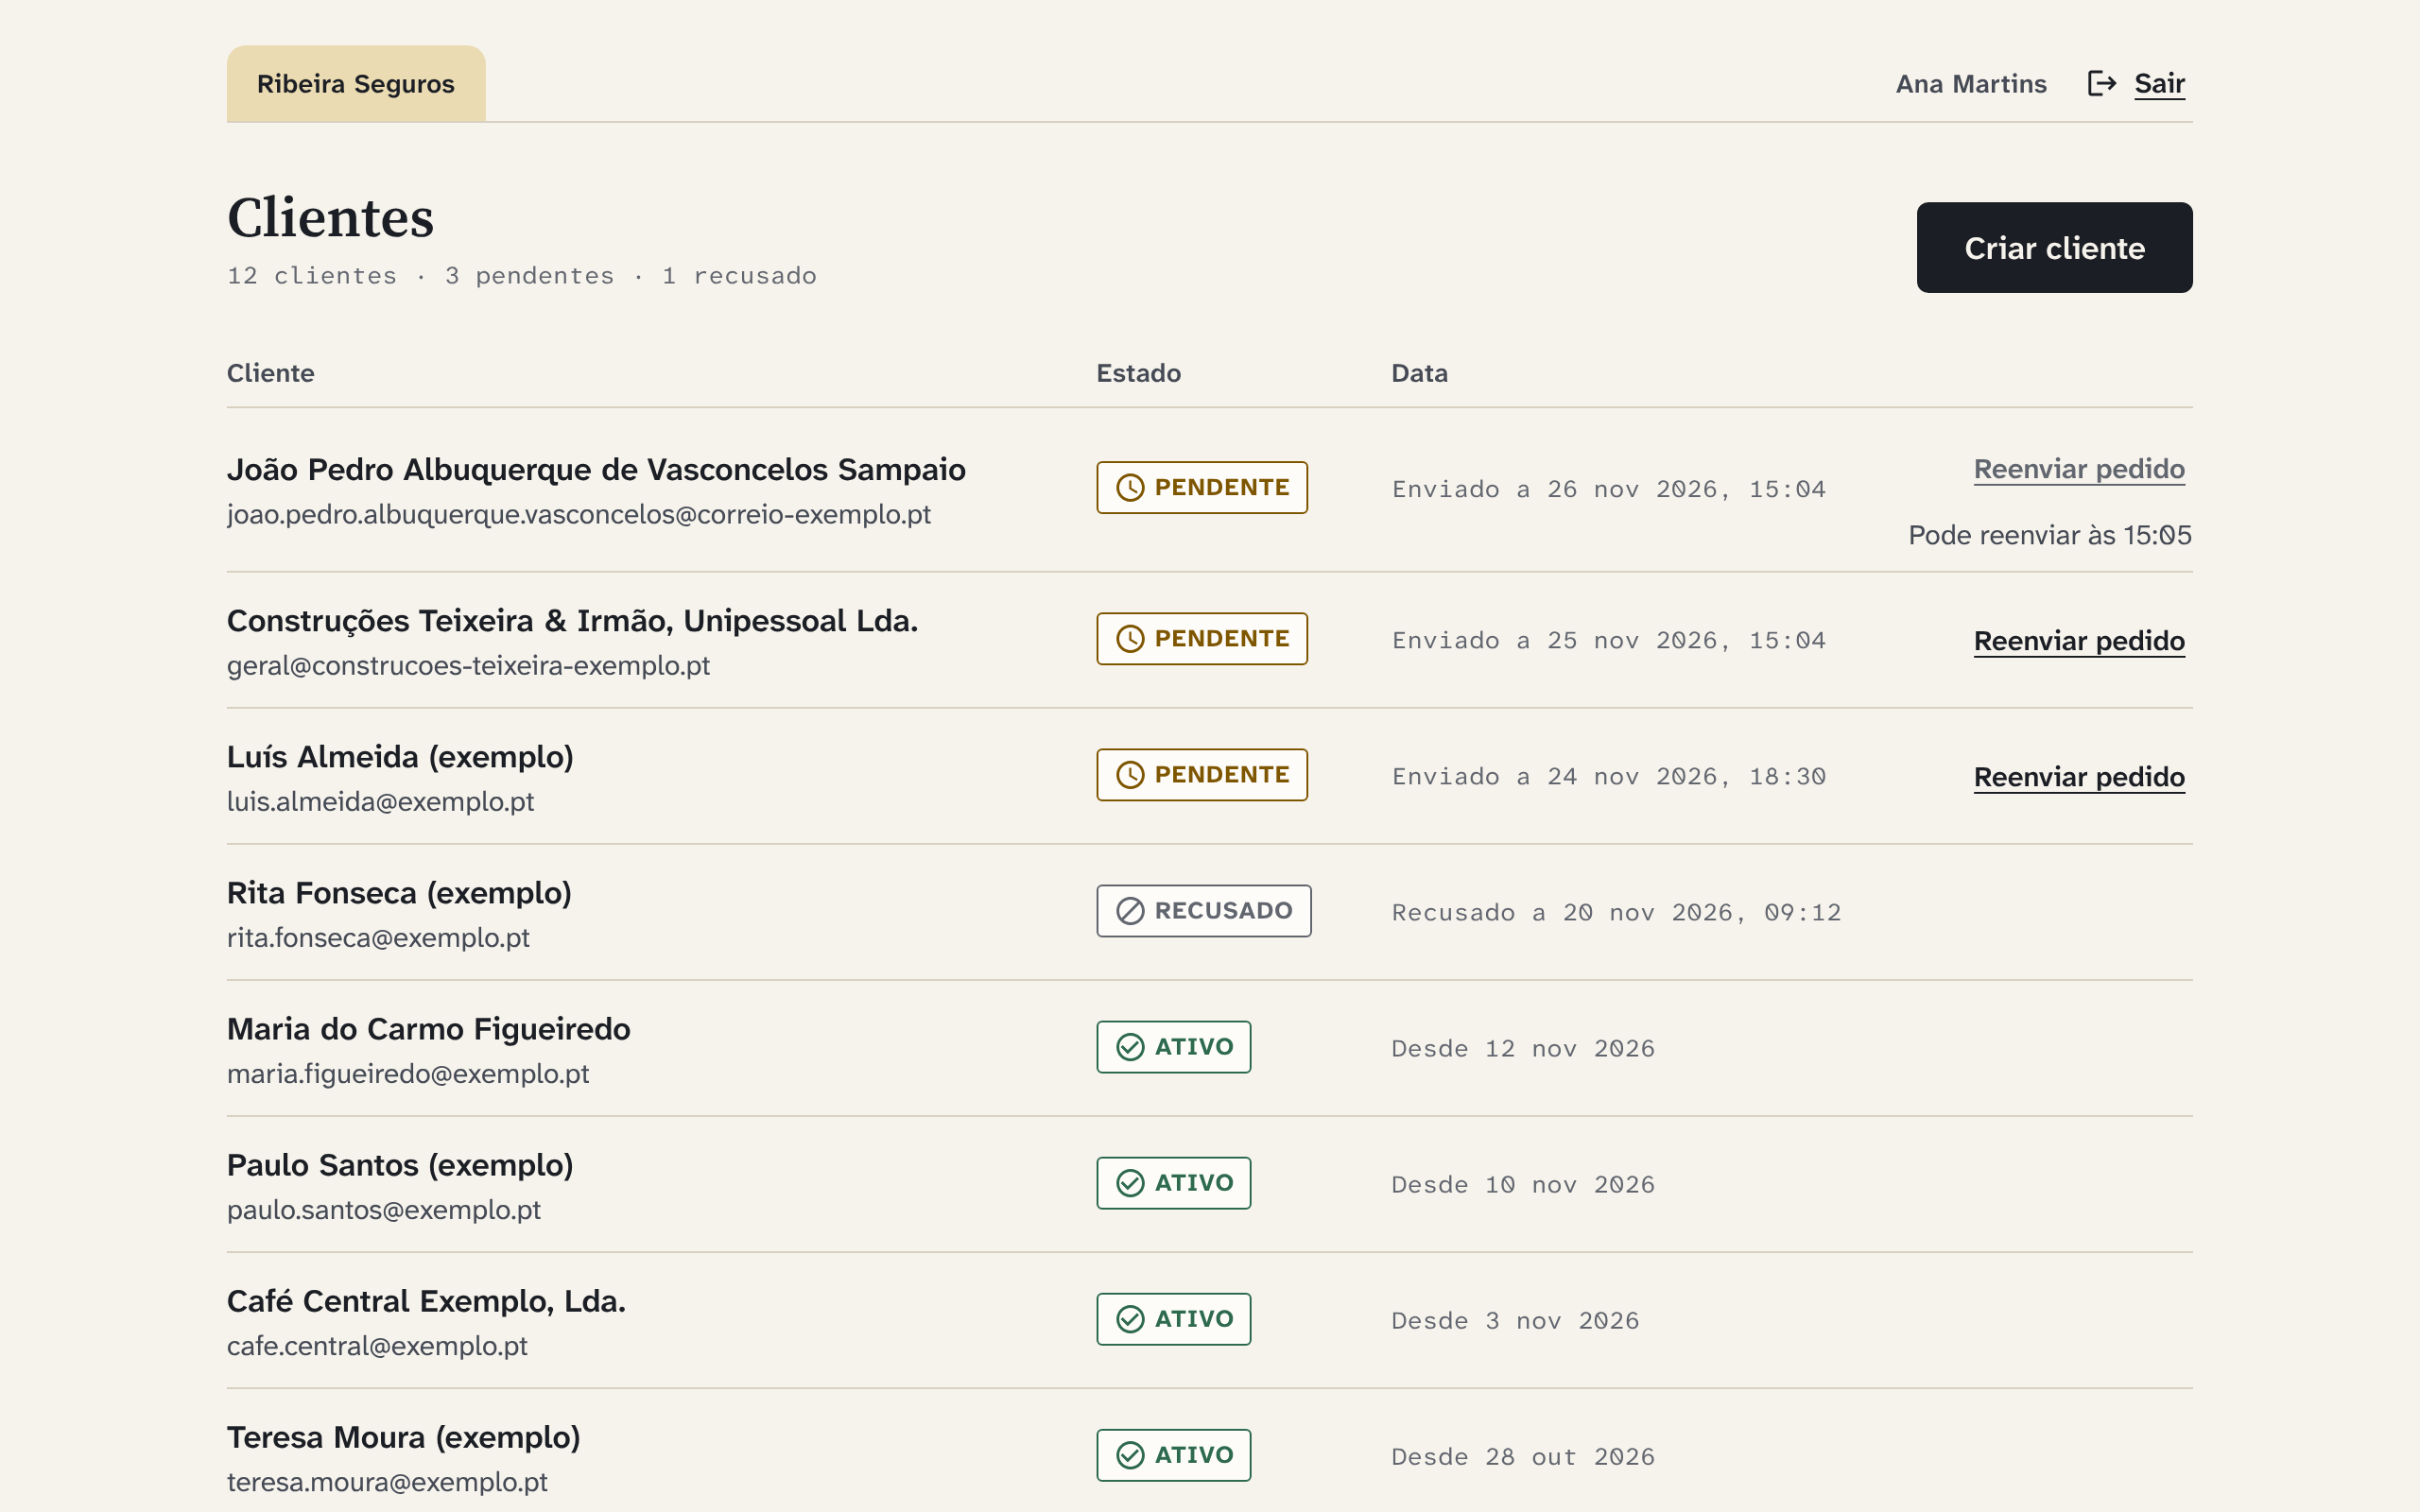 Ribeira Seguros
Ana Martins Sair
Clientes
12 clientes · 3 pendentes · 1 recusado
Criar cliente
Cliente Estado Data
João Pedro Albuquerque de Vasconcelos Sampaio
joao.pedro.albuquerque.vasconcelos@correio-exemplo.pt
PENDENTE
Enviado a 26 nov 2026, 15:04
Reenviar pedido
Pode reenviar às 15:05
Construções Teixeira & Irmão, Unipessoal Lda.
geral@construcoes-teixeira-exemplo.pt
PENDENTE
Enviado a 25 nov 2026, 15:04
Reenviar pedido
Luís Almeida (exemplo)
luis.almeida@exemplo.pt
PENDENTE
Enviado a 24 nov 2026, 18:30
Reenviar pedido
Rita Fonseca (exemplo)
rita.fonseca@exemplo.pt
RECUSADO
Recusado a 20 nov 2026, 09:12
Maria do Carmo Figueiredo
maria.figueiredo@exemplo.pt
ATIVO
Desde 12 nov 2026
Paulo Santos (exemplo)
paulo.santos@exemplo.pt
ATIVO
Desde 10 nov 2026
Café Central Exemplo, Lda.
cafe.central@exemplo.pt
ATIVO
Desde 3 nov 2026
Teresa Moura (exemplo)
teresa.moura@exemplo.pt
ATIVO
Desde 28 out 2026